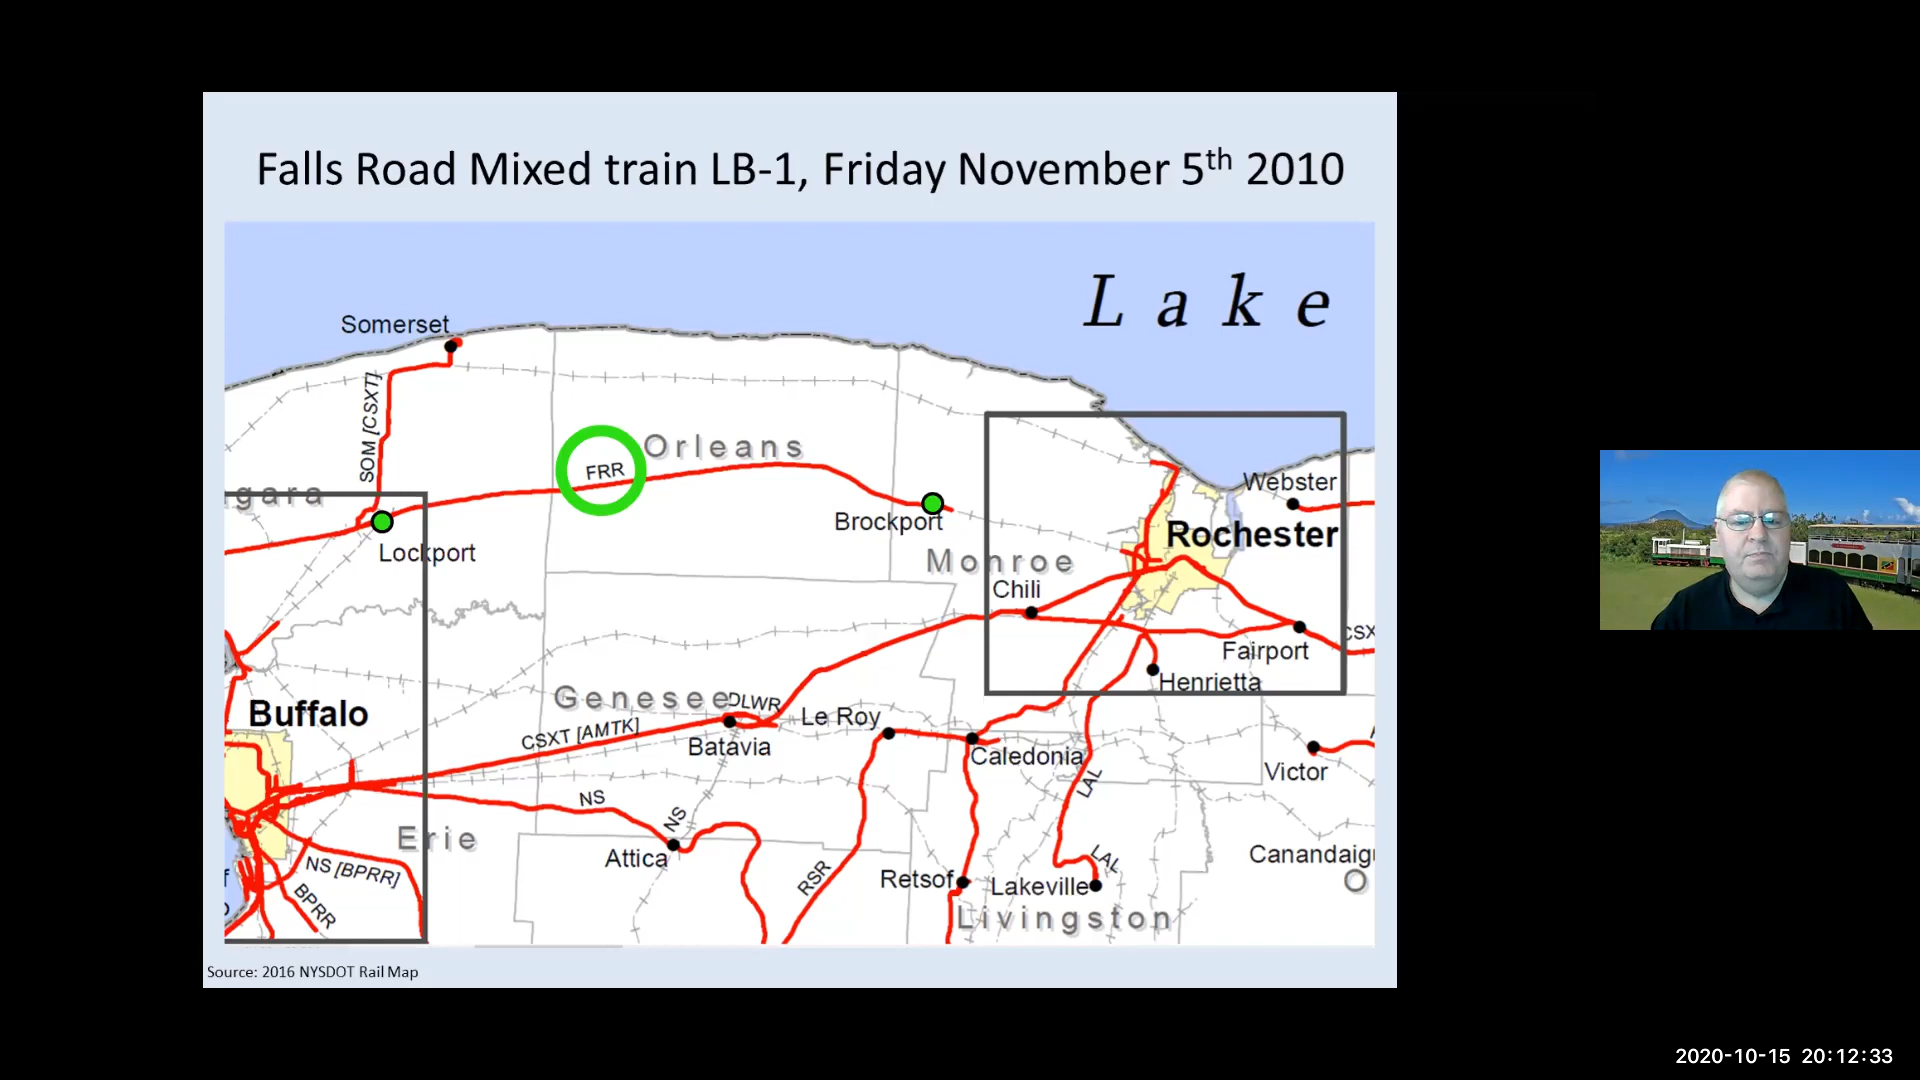 Falls Road Mixed train LB-1, Friday November 5th 2010
Lake
Somerset
SOM [CSXT]
Orleans
FRR
gara
Webster
Brockport
Rochester
Lockport
Monroe
Chili
CSX
Fairport
Henrietta
Genesee
DLWR
Buffalo
Le Roy
CSXT [AMTK]
Batavia
Caledonia
Victor
LAL
NS
NS
Erie
Attica
Canandaig
LAL
NS [BPRR]
RSR
Retsof
Lakeville
BPRR
Livingston
Source: 2016 NYSDOT Rail Map
2020-10-15 20:12:33